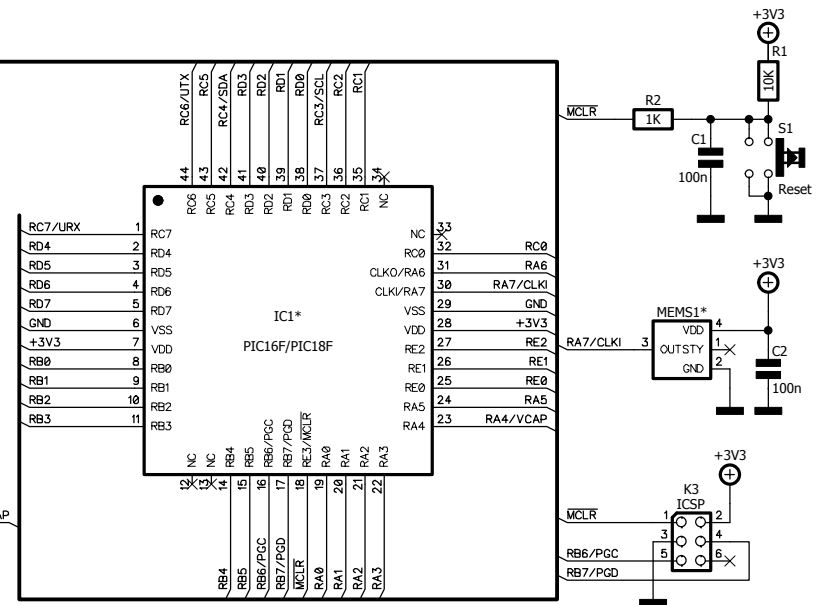 +3V3
R1
10K
RC6/UTX
RC5
RC4/SDA
RD3
RD2
RD1
RD0
RC3/SCL
RC2
RC1
MCLR
R2
1K
C1
100n
S1
Reset
44
43
42
41
40
39
38
37
36
35
34
RC6
RC5
RC4
RD3
RD2
RD1
RD0
RC3
RC2
RC1
NC
RC7/URX 1 RC7
RD4 2 RD4
RD5 3 RD5
RD6 4 RD6
RD7 5 RD7
GND 6 VSS
+3V3 7 VDD
RB0 8 RB0
RB1 9 RB1
RB2 10 RB2
RB3 11 RB3
IC1*
PIC16F/PIC18F
NC 33
RC0 32 RC0
CLKO/RA6 31 RA6
CLKI/RA7 30 RA7/CLKI
VSS 29 GND
VDD 28 +3V3
RE2 27 RE2
RE1 26 RE1
RE0 25 RE0
RA5 24 RA5
RA4 23 RA4/VCAP
NC
NC
RB4
RB5
RB6/PGC
RB7/PGD
RE3/MCLR
RA0
RA1
RA2
RA3
12
13
14
15
16
17
18
19
20
21
22
RB4
RB5
RB6/PGC
RB7/PGD
MCLR
RA0
RA1
RA2
RA3
+3V3
MEMS1*
VDD 4
RA7/CLKI 3 OUT STY 1
GND 2
C2
100n
+3V3
K3
ICSP
MCLR 1 2
3 4
RB6/PGC 5 6
RB7/PGD
AP